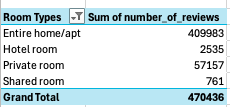 Room Types Sum of number_of_reviews
Entire home/apt 409983
Hotel room 2535
Private room 57157
Shared room 761
Grand Total 470436